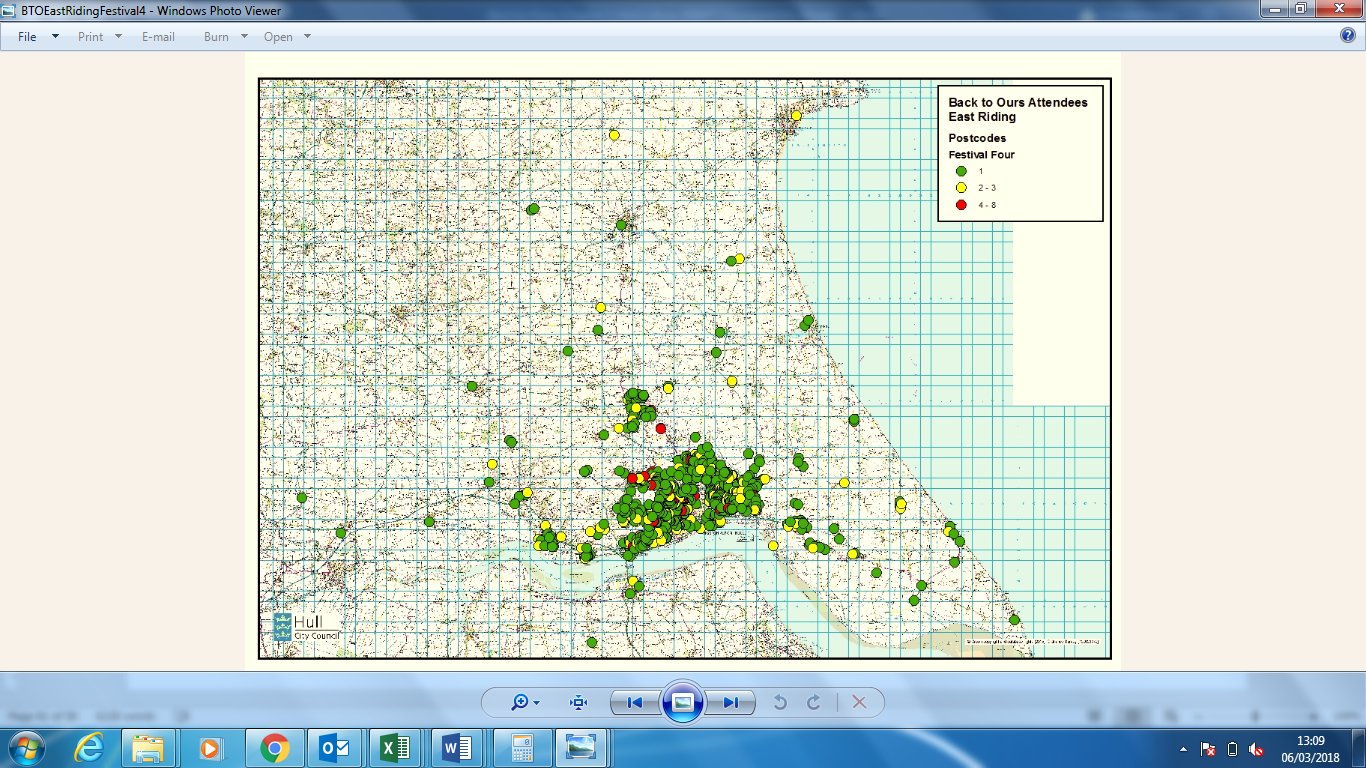 BTOEastRidingFestival4 - Windows Photo Viewer
File Print E-mail Burn Open
Back to Ours Attendees
East Riding
Postcodes
Festival Four
1
2 - 3
4 - 8
Hull
City Council
13:09
06/03/2018